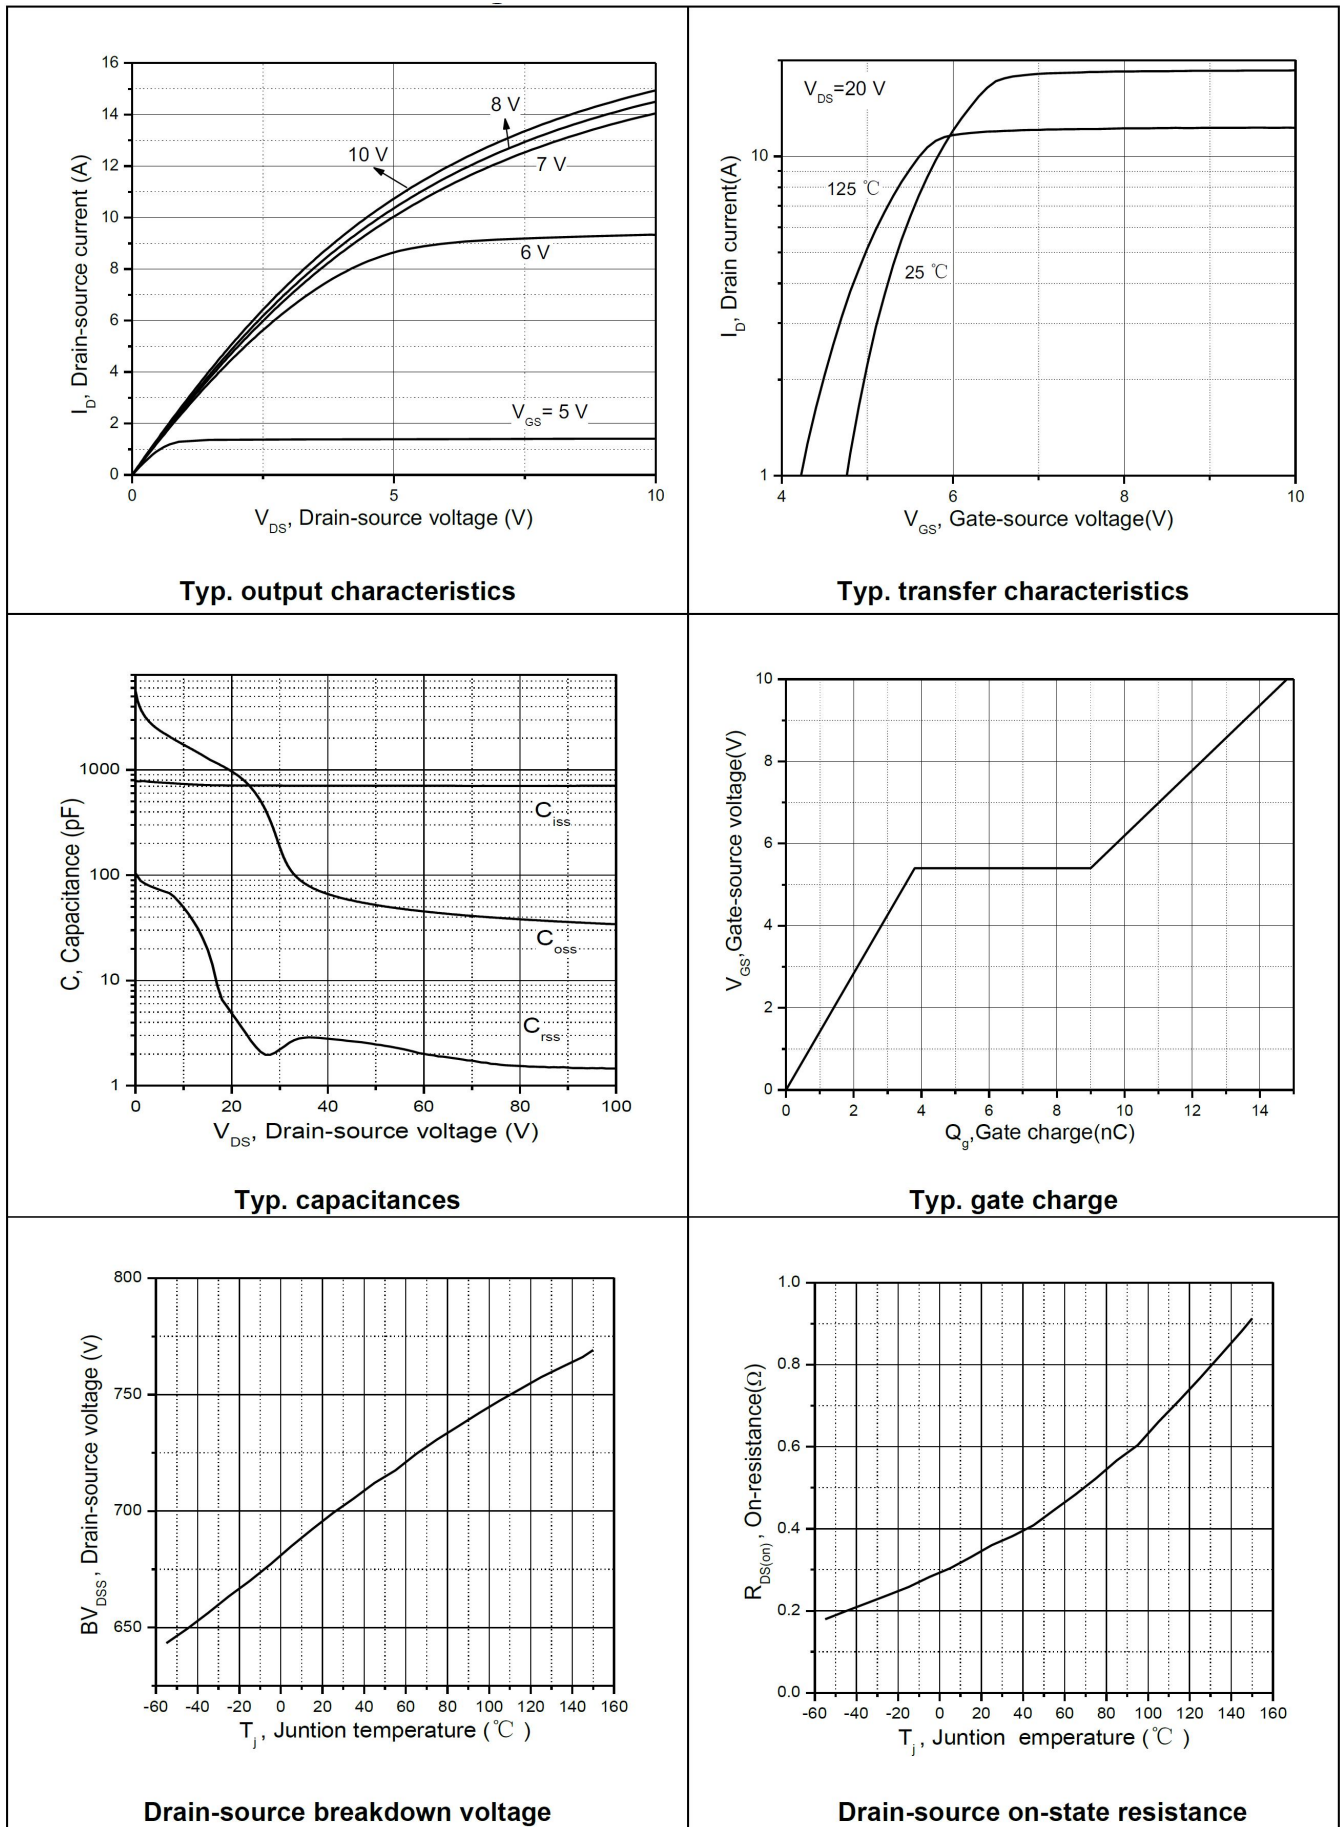 16
14
12
10
8
6
4
2
0
I_D, Drain-source current (A)
8 V
10 V
7 V
6 V
V_GS= 5 V
0
5
10
V_DS, Drain-source voltage (V)
Typ. output characteristics
V_DS=20 V
10
1
I_D, Drain current(A)
125 ℃
25 ℃
4
6
8
10
V_GS, Gate-source voltage(V)
Typ. transfer characteristics
1000
100
10
1
C, Capacitance (pF)
C_iss
C_oss
C_rss
0
20
40
60
80
100
V_DS, Drain-source voltage (V)
Typ. capacitances
10
8
6
4
2
0
V_GS,Gate-source voltage(V)
0
2
4
6
8
10
12
14
Q_g,Gate charge(nC)
Typ. gate charge
800
750
700
650
BV_DSS, Drain-source voltage (v)
-60
-40
-20
0
20
40
60
80
100
120
140
160
T_j, Juntion temperature (℃ )
Drain-source breakdown voltage
1.0
0.8
0.6
0.4
0.2
0.0
R_DS(on), On-resistance(Ω)
-60
-40
-20
0
20
40
60
80
100
120
140
160
T_j, Juntion emperature (℃ )
Drain-source on-state resistance